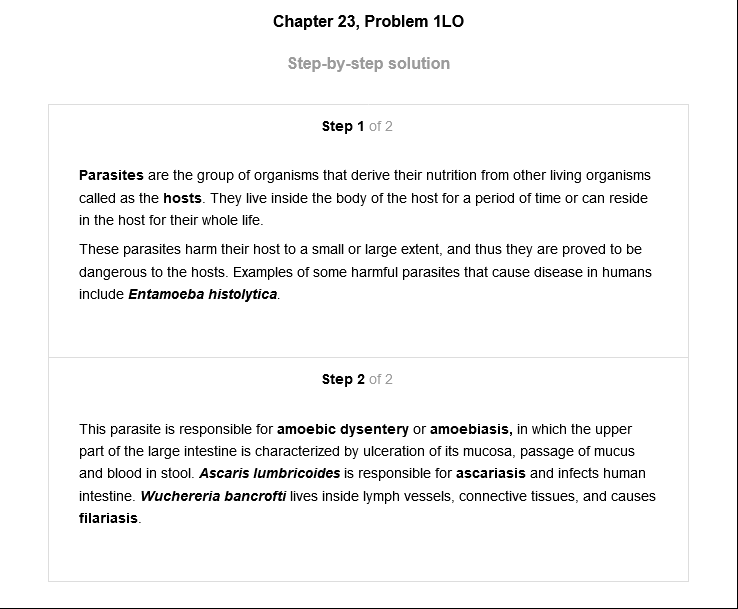 Chapter 23, Problem 1LO
Step-by-step solution
Step 1 of 2
Parasites are the group of organisms that derive their nutrition from other living organisms
called as the hosts. They live inside the body of the host for a period of time or can reside
in the host for their whole life.
These parasites harm their host to a small or large extent, and thus they are proved to be
dangerous to the hosts. Examples of some harmful parasites that cause disease in humans
include Entamoeba histolytica.
Step 2 of 2
This parasite is responsible for amoebic dysentery or amoebiasis, in which the upper
part of the large intestine is characterized by ulceration of its mucosa, passage of mucus
and blood in stool. Ascaris lumbricoides is responsible for ascariasis and infects human
intestine. Wuchereria bancrofti lives inside lymph vessels, connective tissues, and causes
filariasis.